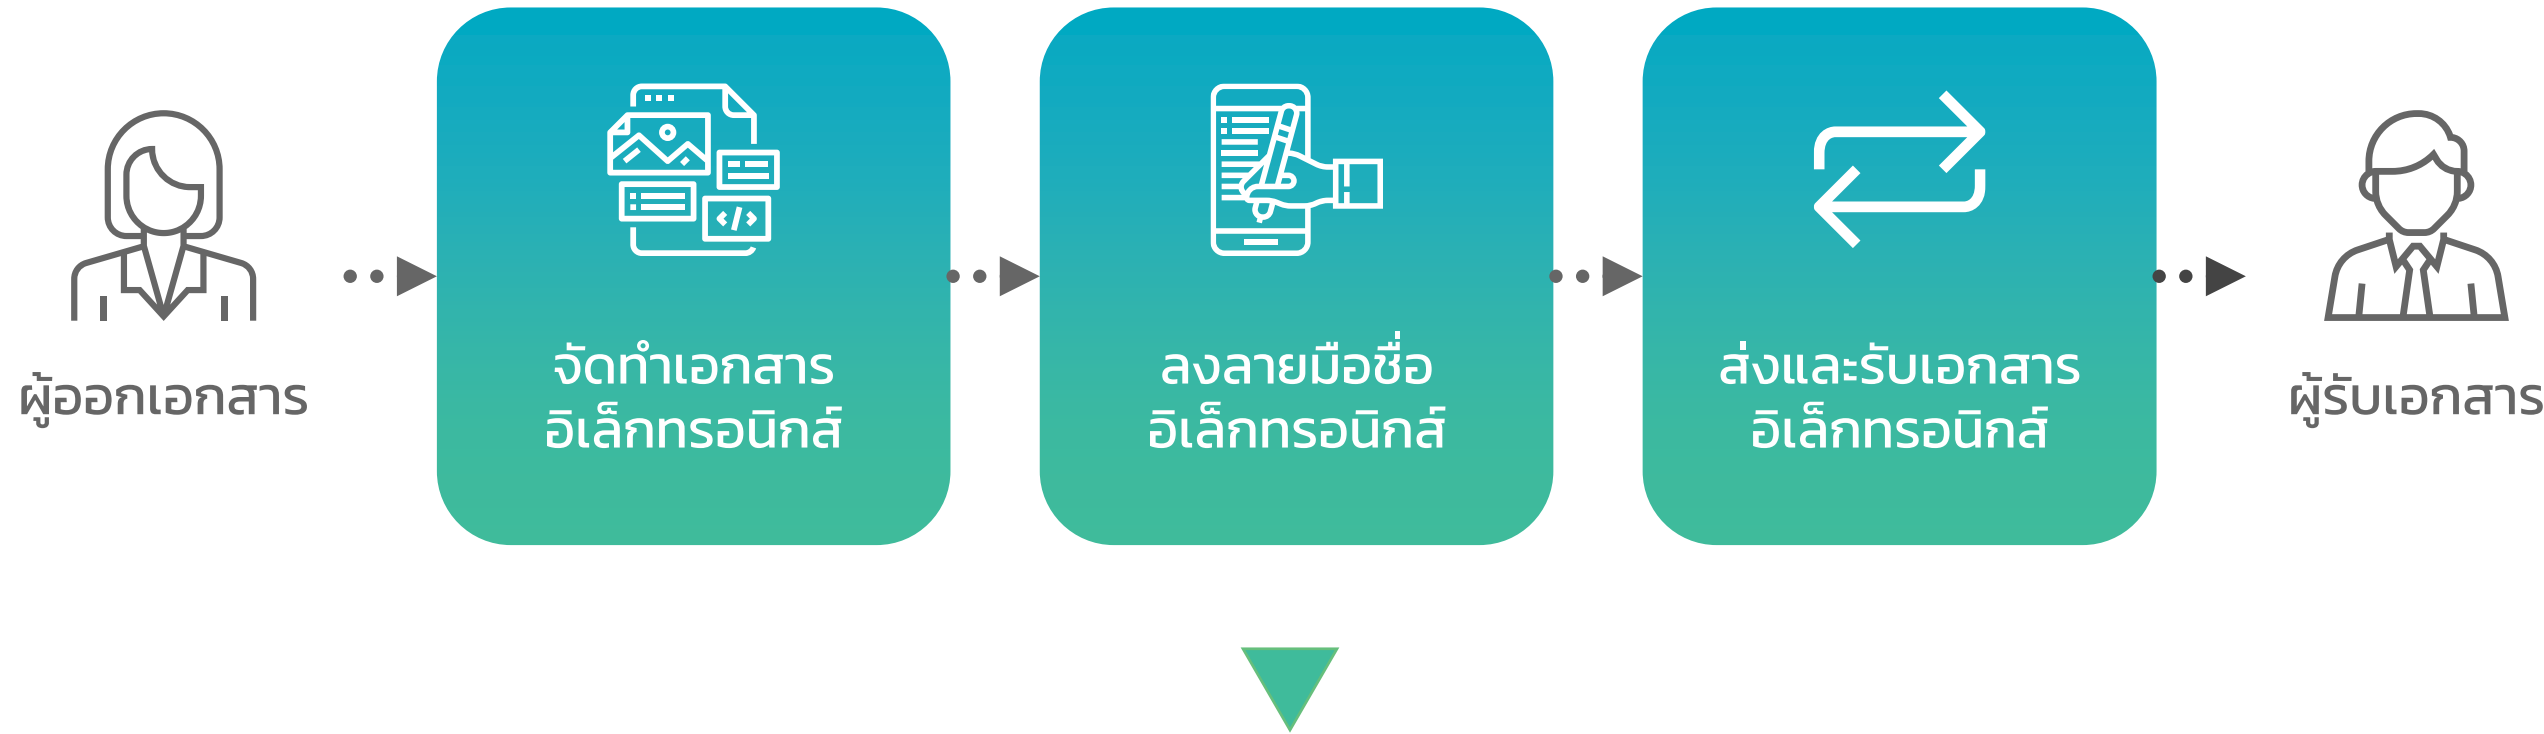 ผู้ออกเอกสาร
จัดทำเอกสาร
อิเล็กทรอนิกส์
ลงลายมือชื่อ
อิเล็กทรอนิกส์
ส่งและรับเอกสาร
อิเล็กทรอนิกส์
ผู้รับเอกสาร